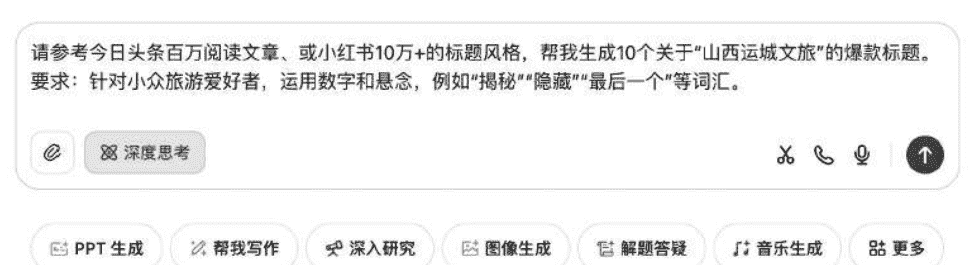 请参考今日头条百万阅读文章、或小红书10万+的标题风格，帮我生成10个关于“山西运城文旅”的爆款标题。
要求：针对小众旅游爱好者，运用数字和悬念，例如“揭秘”“隐藏”“最后一个”等词汇。
深度思考
PPT 生成 帮我写作 深入研究 图像生成 解题答疑 音乐生成 更多